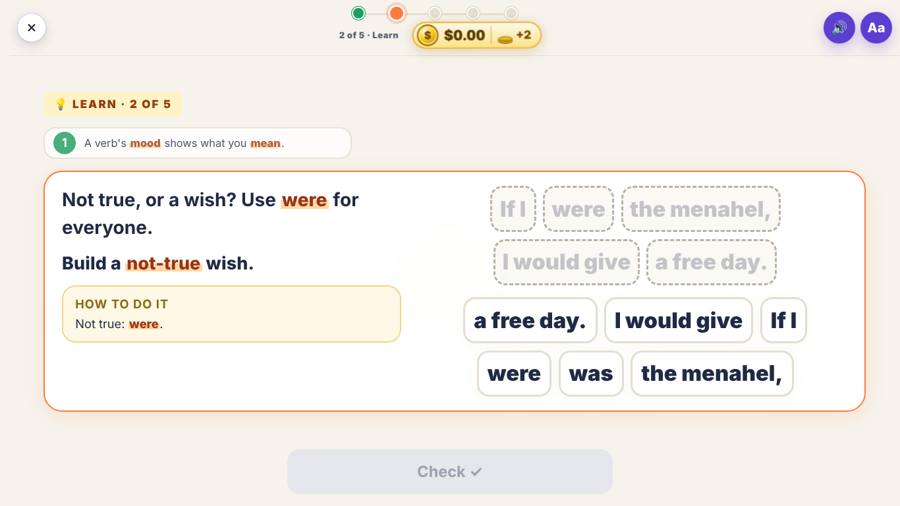 ✕
2 of 5 · Learn
$ $0.00 +2
Aa
LEARN · 2 OF 5
1 A verb's mood shows what you mean.
Not true, or a wish? Use were for
everyone.
Build a not-true wish.
HOW TO DO IT
Not true: were.
If I were the menahel,
I would give a free day.
a free day. I would give If I
were was the menahel,
Check ✓